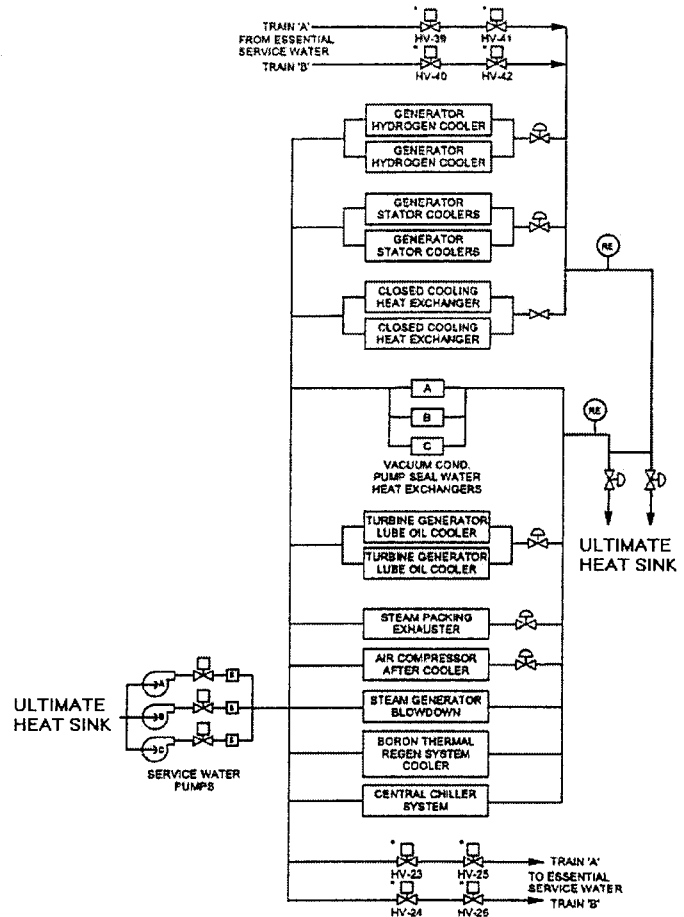 TRAIN 'A'
FROM ESSENTIAL
SERVICE WATER
TRAIN 'B'
* *
HV-39 HV-41
* *
HV-40 HV-42
GENERATOR
HYDROGEN COOLER
GENERATOR
HYDROGEN COOLER
GENERATOR
STATOR COOLERS
GENERATOR
STATOR COOLERS
RE
CLOSED COOLING
HEAT EXCHANGER
CLOSED COOLING
HEAT EXCHANGER
A
B
C
RE
VACUUM COND.
PUMP SEAL WATER
HEAT EXCHANGERS
TURBINE GENERATOR
LUBE OIL COOLER
TURBINE GENERATOR
LUBE OIL COOLER
ULTIMATE
HEAT SINK
STEAM PACKING
EXHAUSTER
AIR COMPRESSOR
AFTER COOLER
STEAM GENERATOR
BLOWDOWN
BORON THERMAL
REGEN SYSTEM
COOLER
CENTRAL CHILLER
SYSTEM
ULTIMATE
HEAT SINK
A
B
C
SERVICE WATER
PUMPS
* *
HV-23 HV-25
* *
HV-24 HV-26
TRAIN 'A'
TO ESSENTIAL
SERVICE WATER
TRAIN 'B'